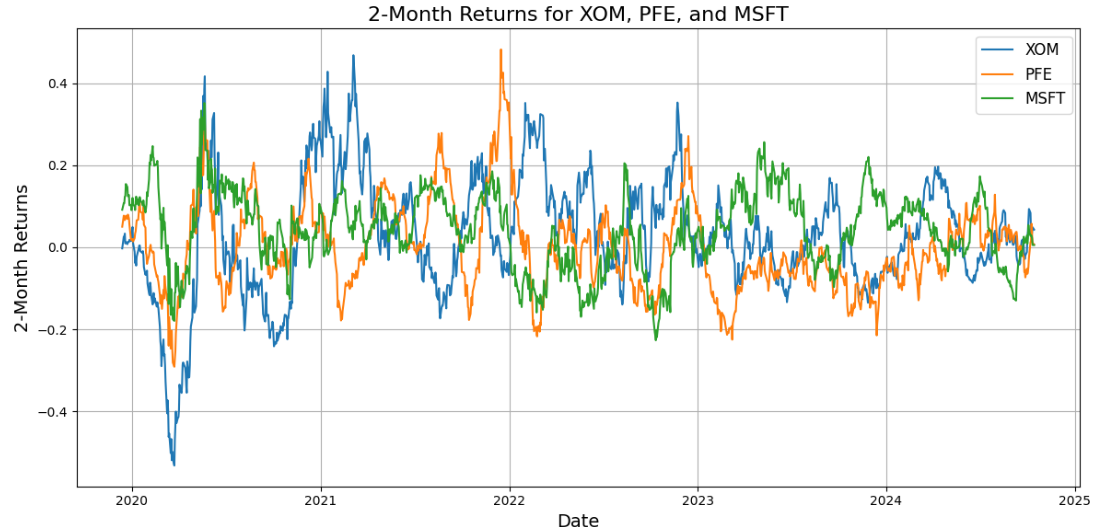 2-Month Returns for XOM, PFE, and MSFT
XOM
PFE
MSFT
2-Month Returns
0.4
0.2
0.0
−0.2
−0.4
2020
2021
2022
2023
2024
2025
Date